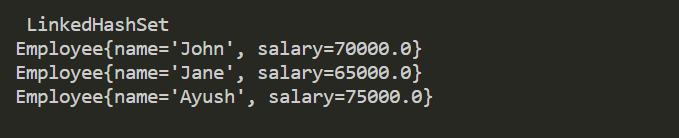 LinkedHashSet
Employee{name='John', salary=70000.0}
Employee{name='Jane', salary=65000.0}
Employee{name='Ayush', salary=75000.0}